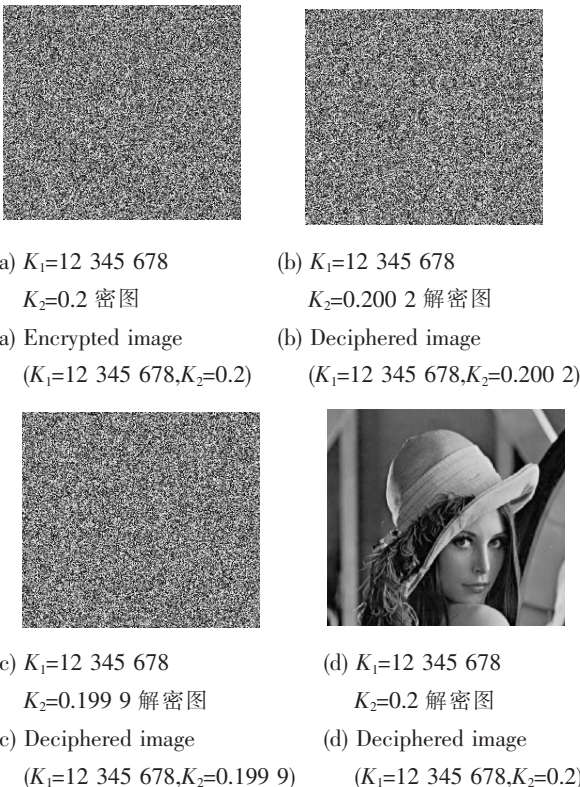 a) K₁=12 345 678
K₂=0.2 密图
a) Encrypted image
(K₁=12 345 678,K₂=0.2)
(b) K₁=12 345 678
K₂=0.200 2 解密图
(b) Deciphered image
(K₁=12 345 678,K₂=0.200 2)
c) K₁=12 345 678
K₂=0.199 9 解密图
c) Deciphered image
(K₁=12 345 678,K₂=0.199 9)
(d) K₁=12 345 678
K₂=0.2 解密图
(d) Deciphered image
(K₁=12 345 678,K₂=0.2)